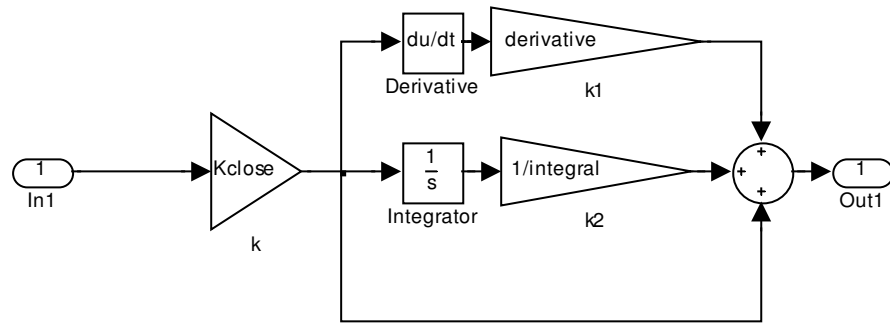 du/dt
derivative
Derivative
k1
1
In1
Kclose
k
1
s
Integrator
1/integral
k2
+
+
+
1
Out1